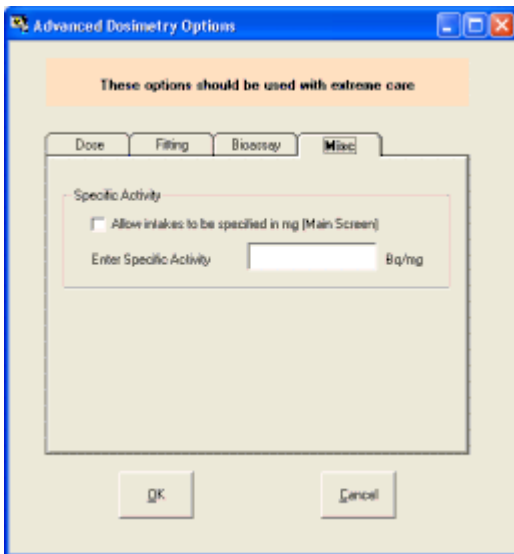 Advanced Dosimetry Options
These options should be used with extreme care
Dose Fitting Bioassay Misc
Specific Activity
Allow intakes to be specified in mg (Main Screen)
Enter Specific Activity Bq/mg
OK Cancel